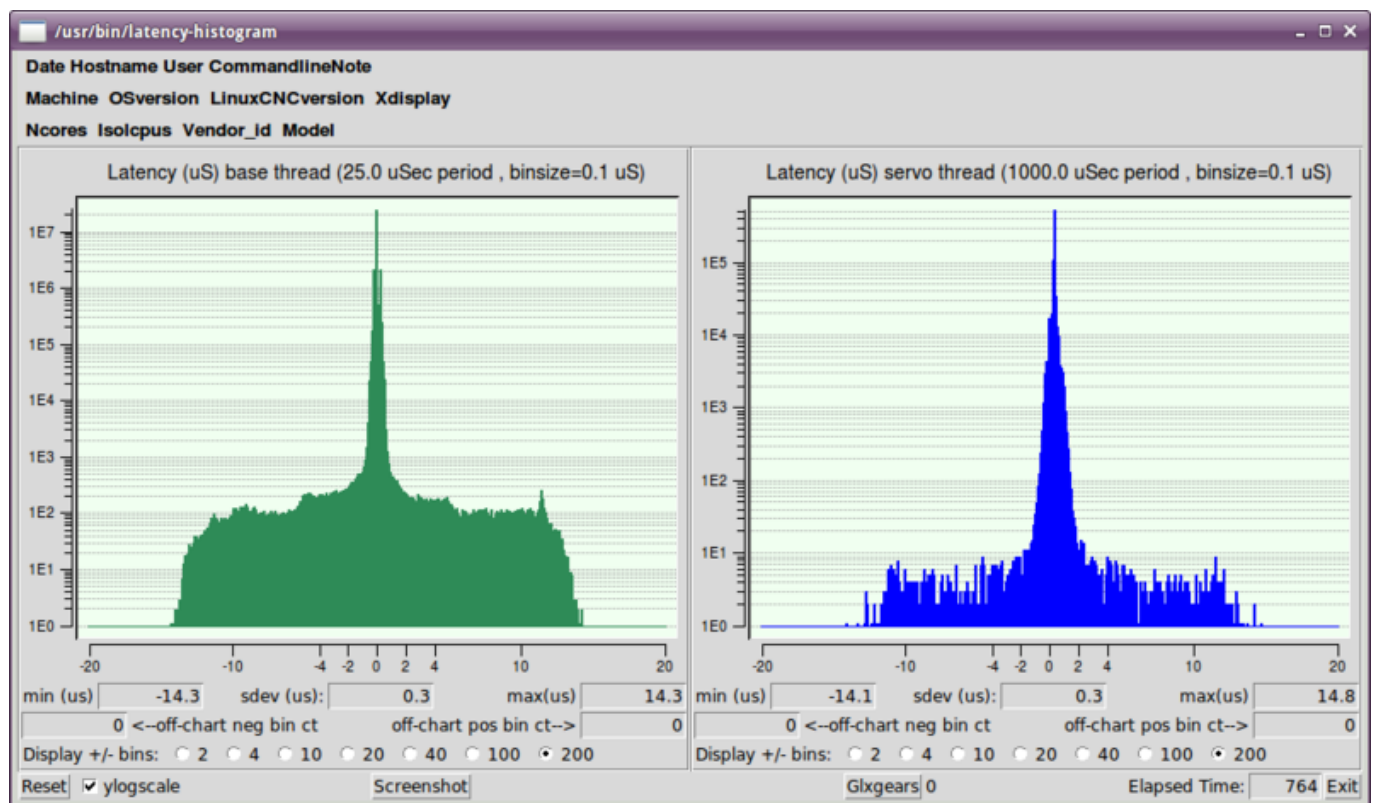 /usr/bin/latency-histogram
Date Hostname User CommandlineNote
Machine OSversion LinuxCNCversion Xdisplay
Ncores Isolcpus Vendor_id Model
Latency (uS) base thread (25.0 uSec period , binsize=0.1 uS)
1E7
1E6
1E5
1E4
1E3
1E2
1E1
1E0
-20 -10 -4 -2 0 2 4 10 20
min (us) -14.3 sdev (us): 0.3 max(us) 14.3
0 <--off-chart neg bin ct off-chart pos bin ct--> 0
Display +/- bins: 2 4 10 20 40 100 200
Latency (uS) servo thread (1000.0 uSec period , binsize=0.1 uS)
1E5
1E4
1E3
1E2
1E1
1E0
-20 -10 -4 -2 0 2 4 10 20
min (us) -14.1 sdev (us): 0.3 max(us) 14.8
0 <--off-chart neg bin ct off-chart pos bin ct--> 0
Display +/- bins: 2 4 10 20 40 100 200
Reset ylogscale Screenshot Glxgears 0 Elapsed Time: 764 Exit